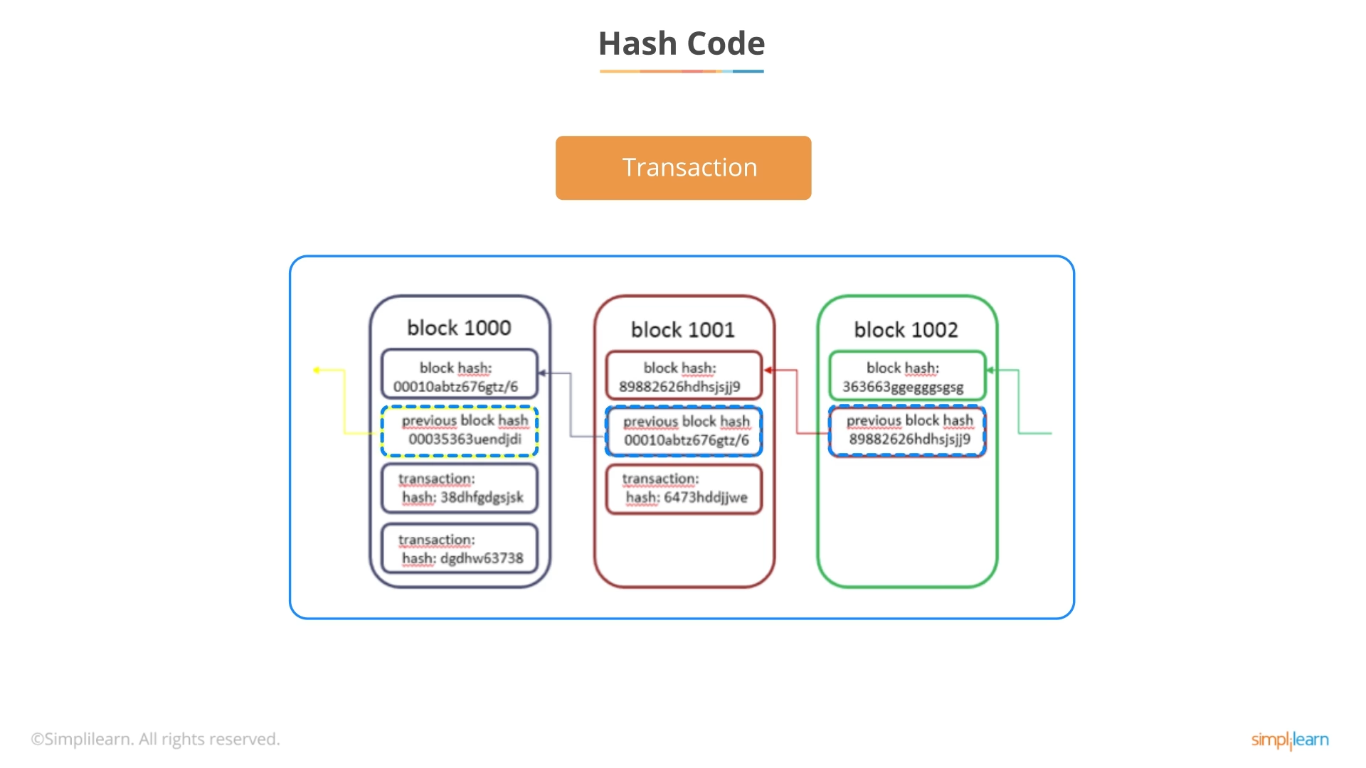 Hash Code
Transaction
block 1000
block hash:
00010abtz676gtz/6
previous block hash
00035363uendjdi
transaction:
hash: 38dhfgdgsjsk
transaction:
hash: dgdhw63738
block 1001
block hash:
89882626hdhsjsjj9
previous block hash
00010abtz676gtz/6
transaction:
hash: 6473hddjjwe
block 1002
block hash:
363663ggegggsgsg
previous block hash
89882626hdhsjsjj9
©Simplilearn. All rights reserved.
simplilearn